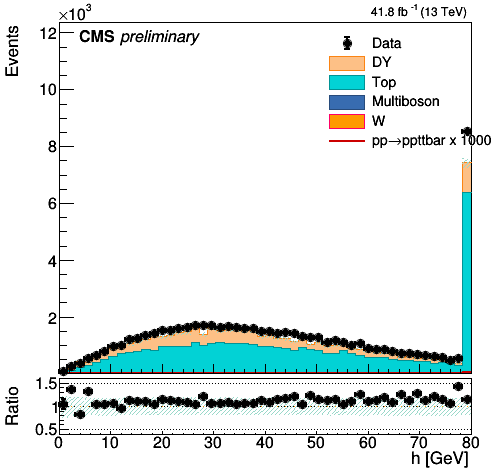 ×10³
41.8 fb⁻¹ (13 TeV)
CMS preliminary
Events
12
10
8
6
4
2
Data
DY
Top
Multiboson
W
pp→ppttbar x 1000
Ratio
1.5
1
0.5
0 10 20 30 40 50 60 70 80
h [GeV]